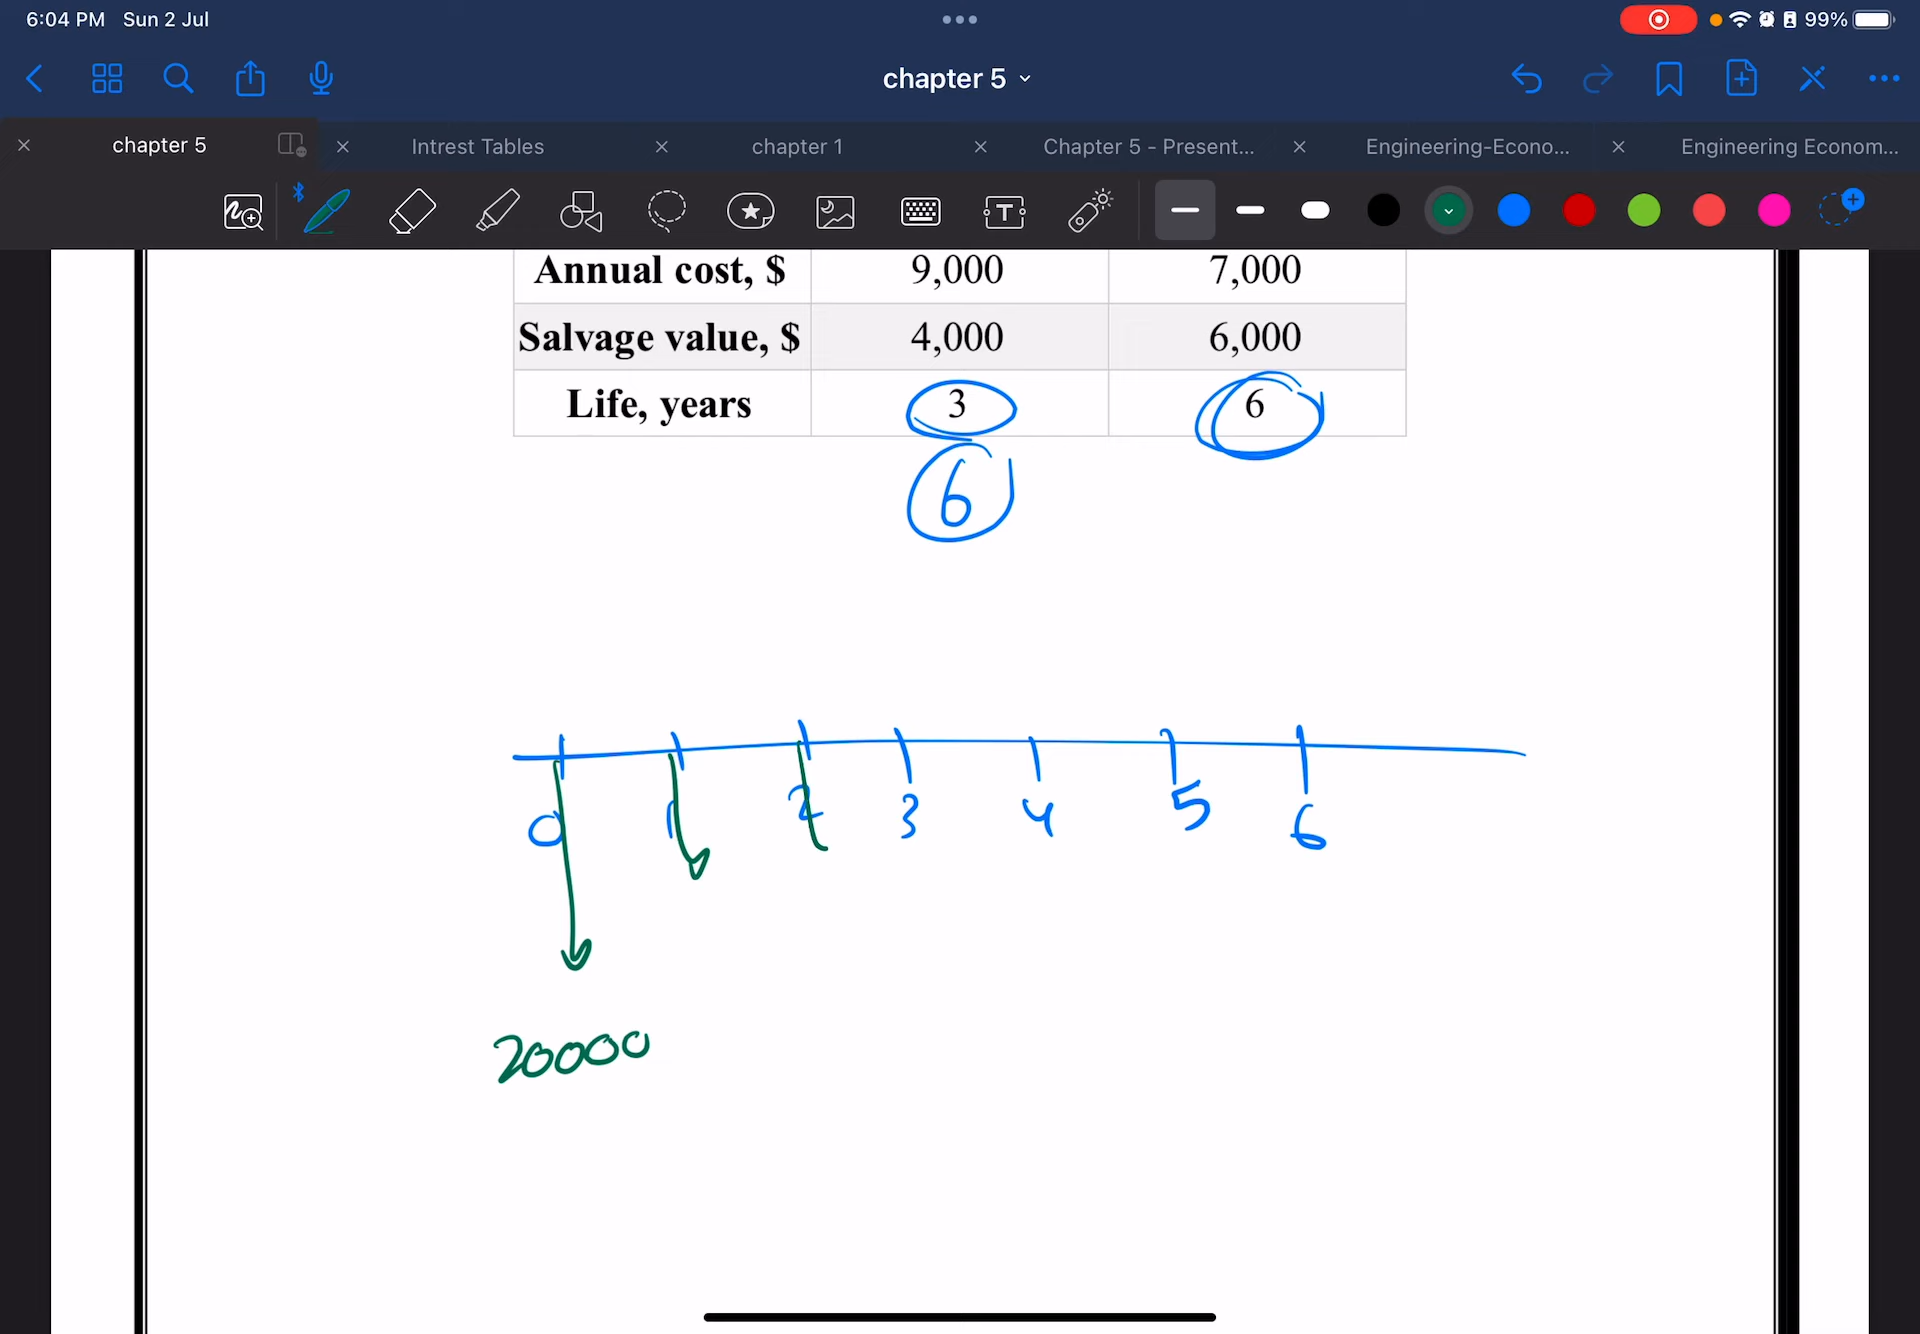 6:04 PM Sun 2 Jul 99%
chapter 5
chapter 5 Intrest Tables chapter 1 Chapter 5 - Present... Engineering-Econo... Engineering Econom...
T
Annual cost, $ 9,000 7,000
Salvage value, $ 4,000 6,000
Life, years 3 6
6
0 1 2 3 4 5 6
20000